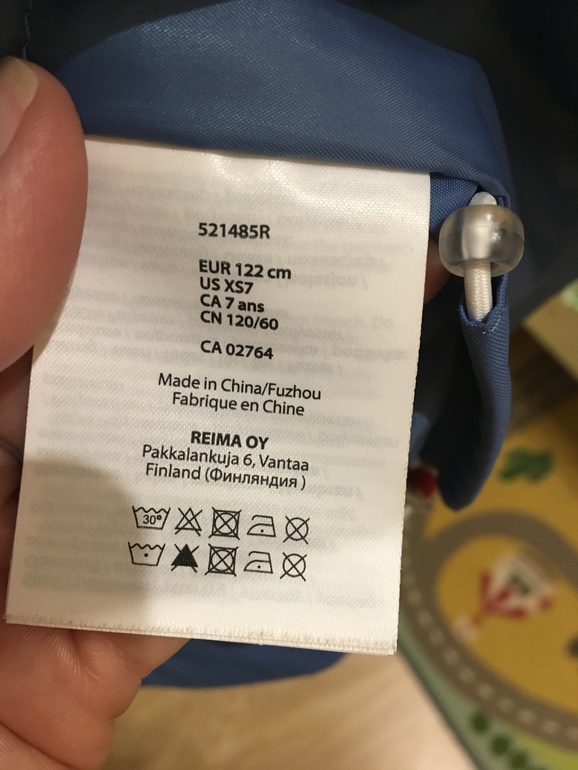 521485R
EUR 122 cm
US XS7
CA 7 ans
CN 120/60
CA 02764
Made in China/Fuzhou
Fabrique en Chine
REIMA OY
Pakkalankuja 6, Vantaa
Finland (Финляндия )
30°